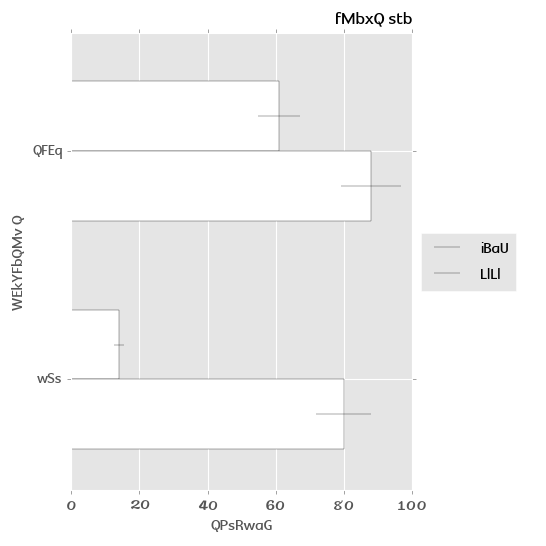 fMbxQ stb
QFEq
wSs
WEkYFbQMv Q
0 20 40 60 80 100
QPsRwaG
iBaU
LlLl